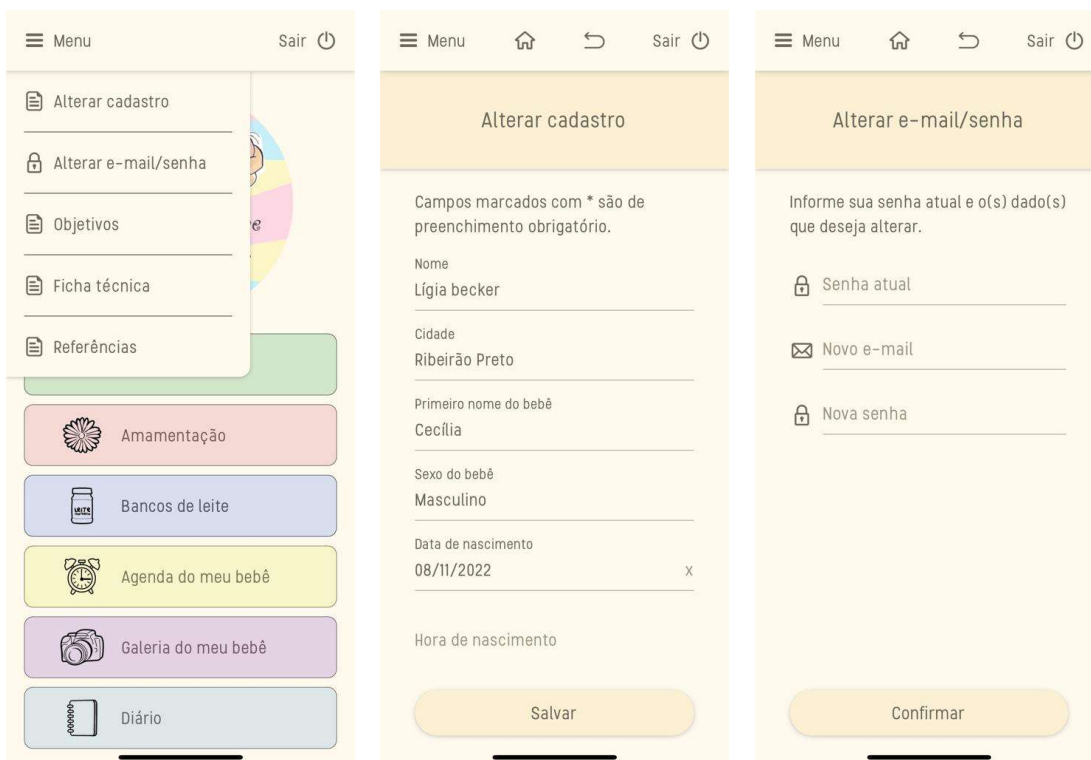 Menu
Sair
Alterar cadastro
Alterar e-mail/senha
Objetivos
Ficha técnica
Referências
Amamentação
LEITE
Bancos de leite
Agenda do meu bebê
Galeria do meu bebê
Diário
Menu
Sair
Alterar cadastro
Campos marcados com * são de
preenchimento obrigatório.
Nome
Lígia becker
Cidade
Ribeirão Preto
Primeiro nome do bebê
Cecília
Sexo do bebê
Masculino
Data de nascimento
08/11/2022 x
Hora de nascimento
Salvar
Menu
Sair
Alterar e-mail/senha
Informe sua senha atual e o(s) dado(s)
que deseja alterar.
Senha atual
Novo e-mail
Nova senha
Confirmar